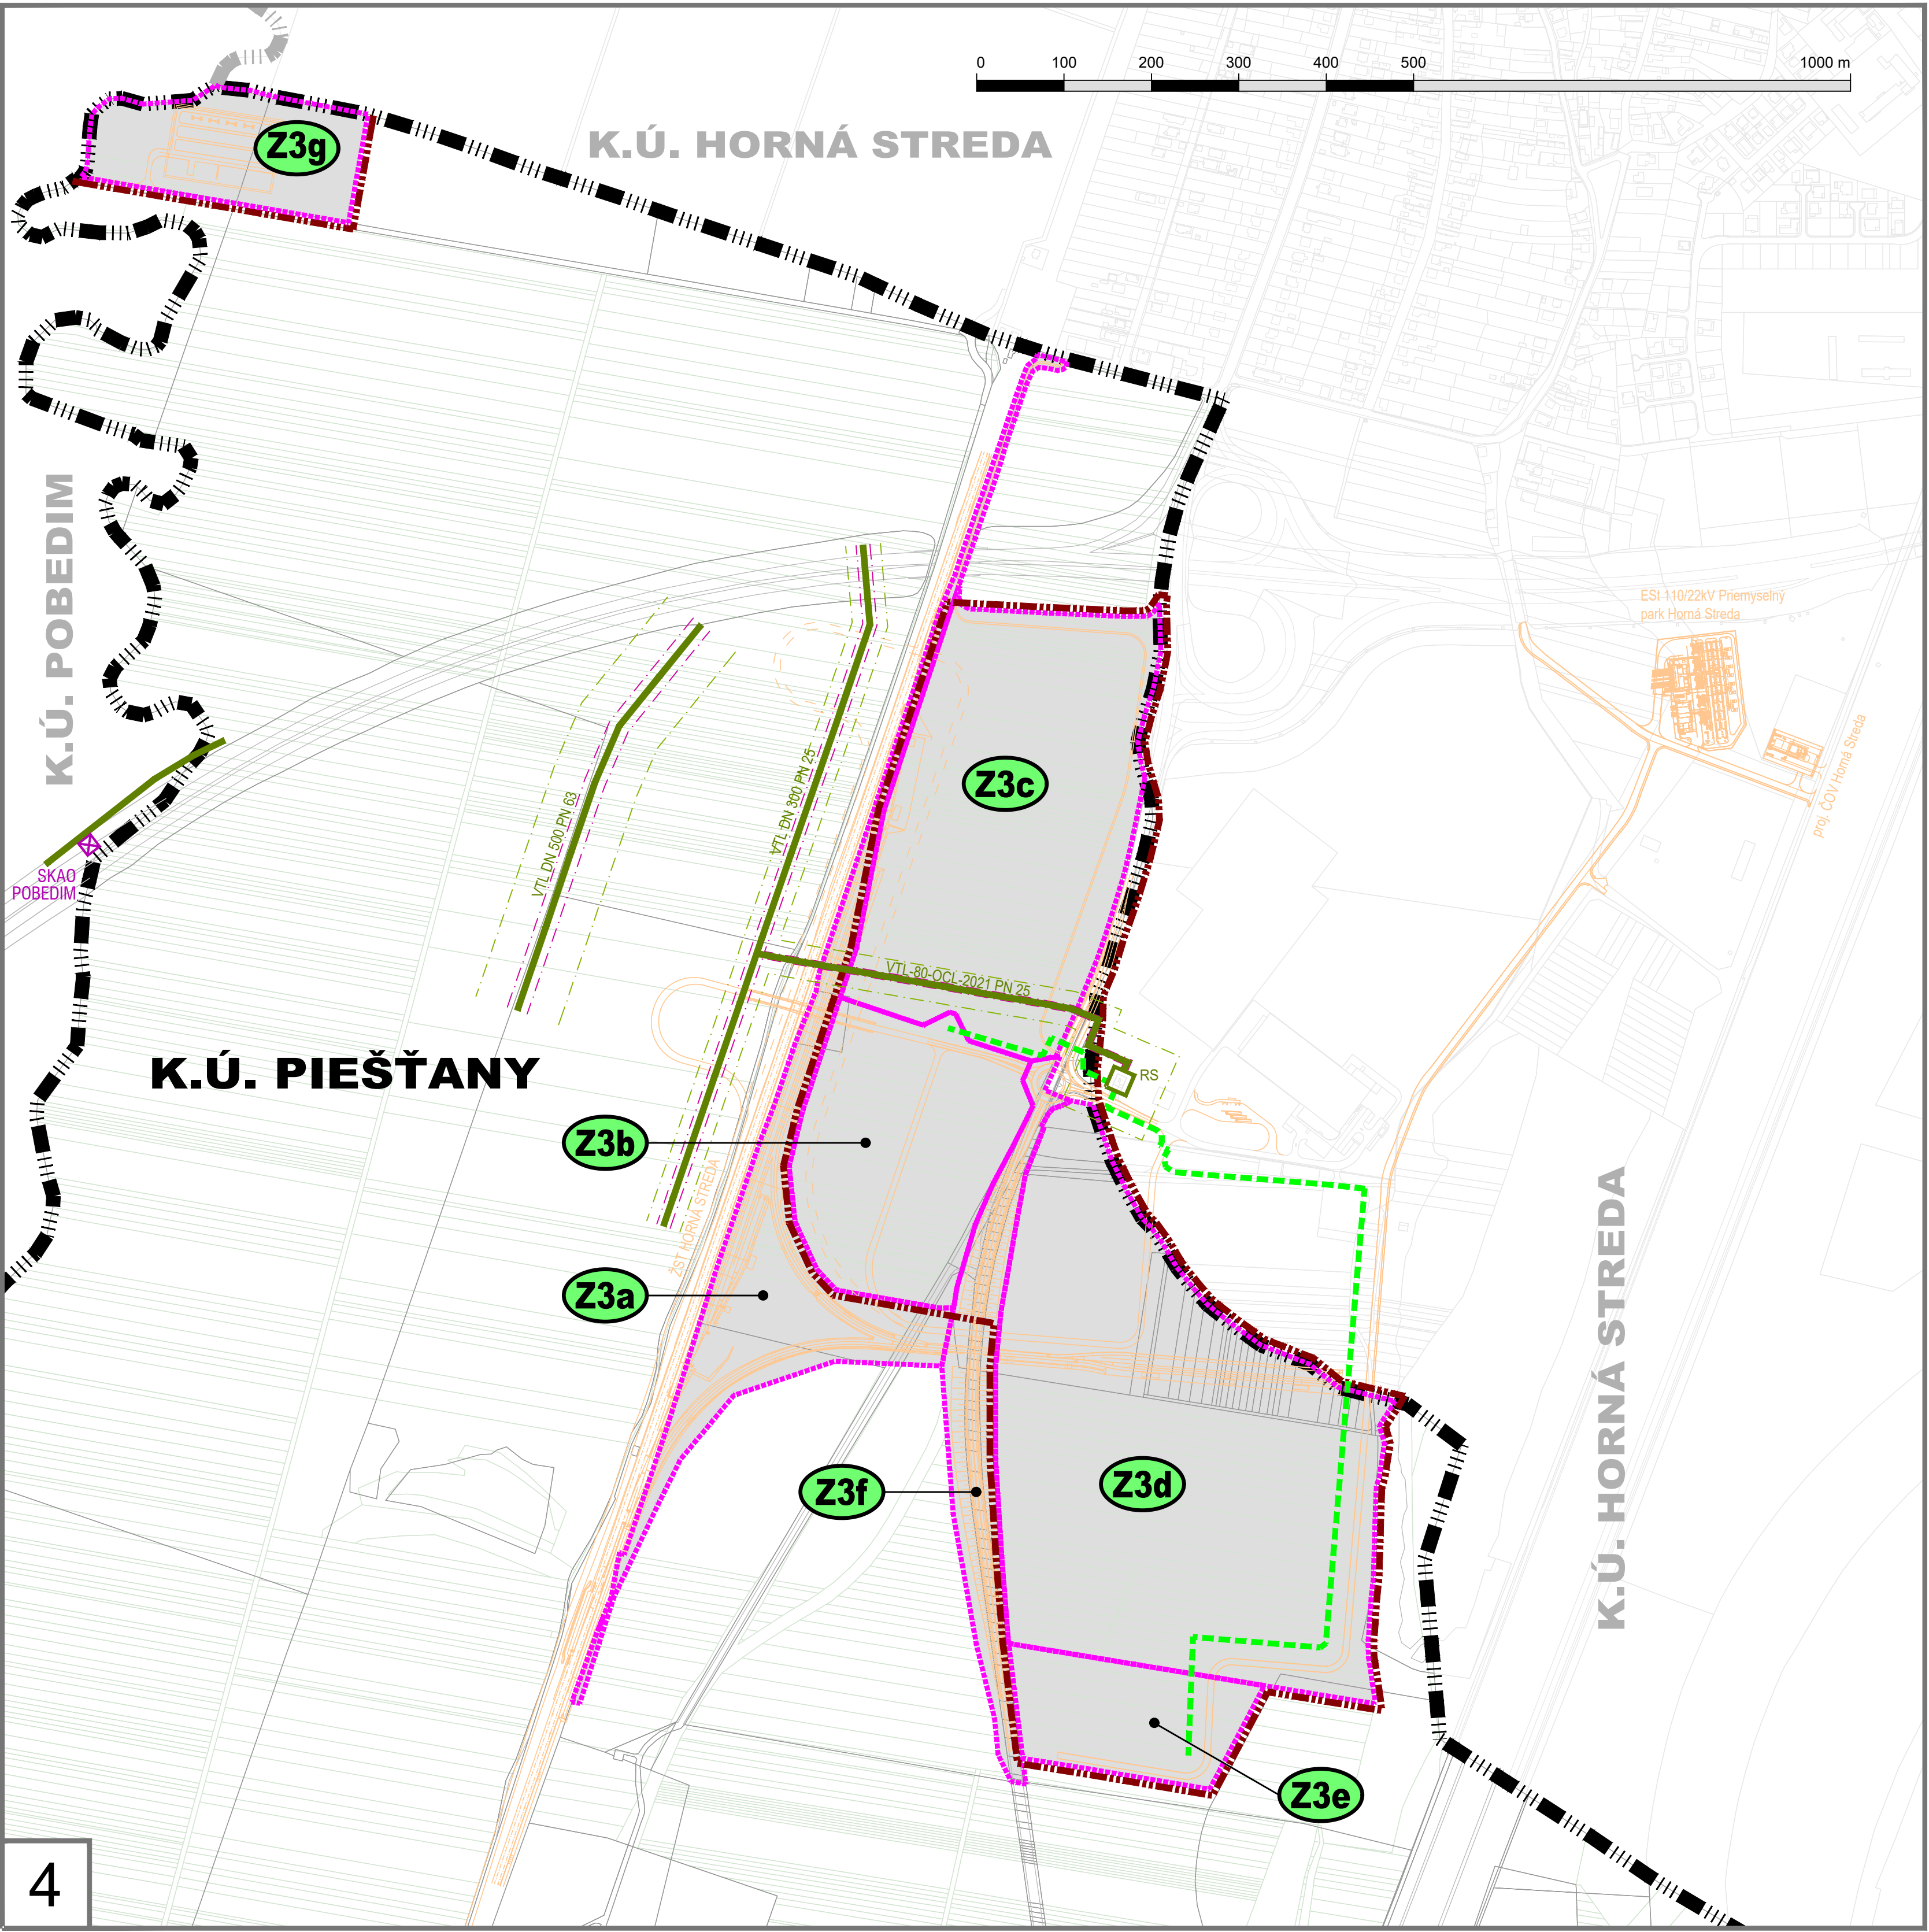 0 100 200 300 400 500 1000 m
K.Ú. HORNÁ STREDA
Z3g
K.Ú. POBEDIM
ESt 110/22kV Priemyselný
park Horná Streda
proj. ČOV Horná Streda
Z3c
VTL DN 300 PN 25
VTL DN 500 PN 63
SKAO
POBEDIM
VTL-80-OCL-2021 PN 25
K.Ú. PIEŠŤANY
RS
Z3b
ŽST HORNÁ STREDA
Z3a
K.Ú. HORNÁ STREDA
Z3f
Z3d
Z3e
4